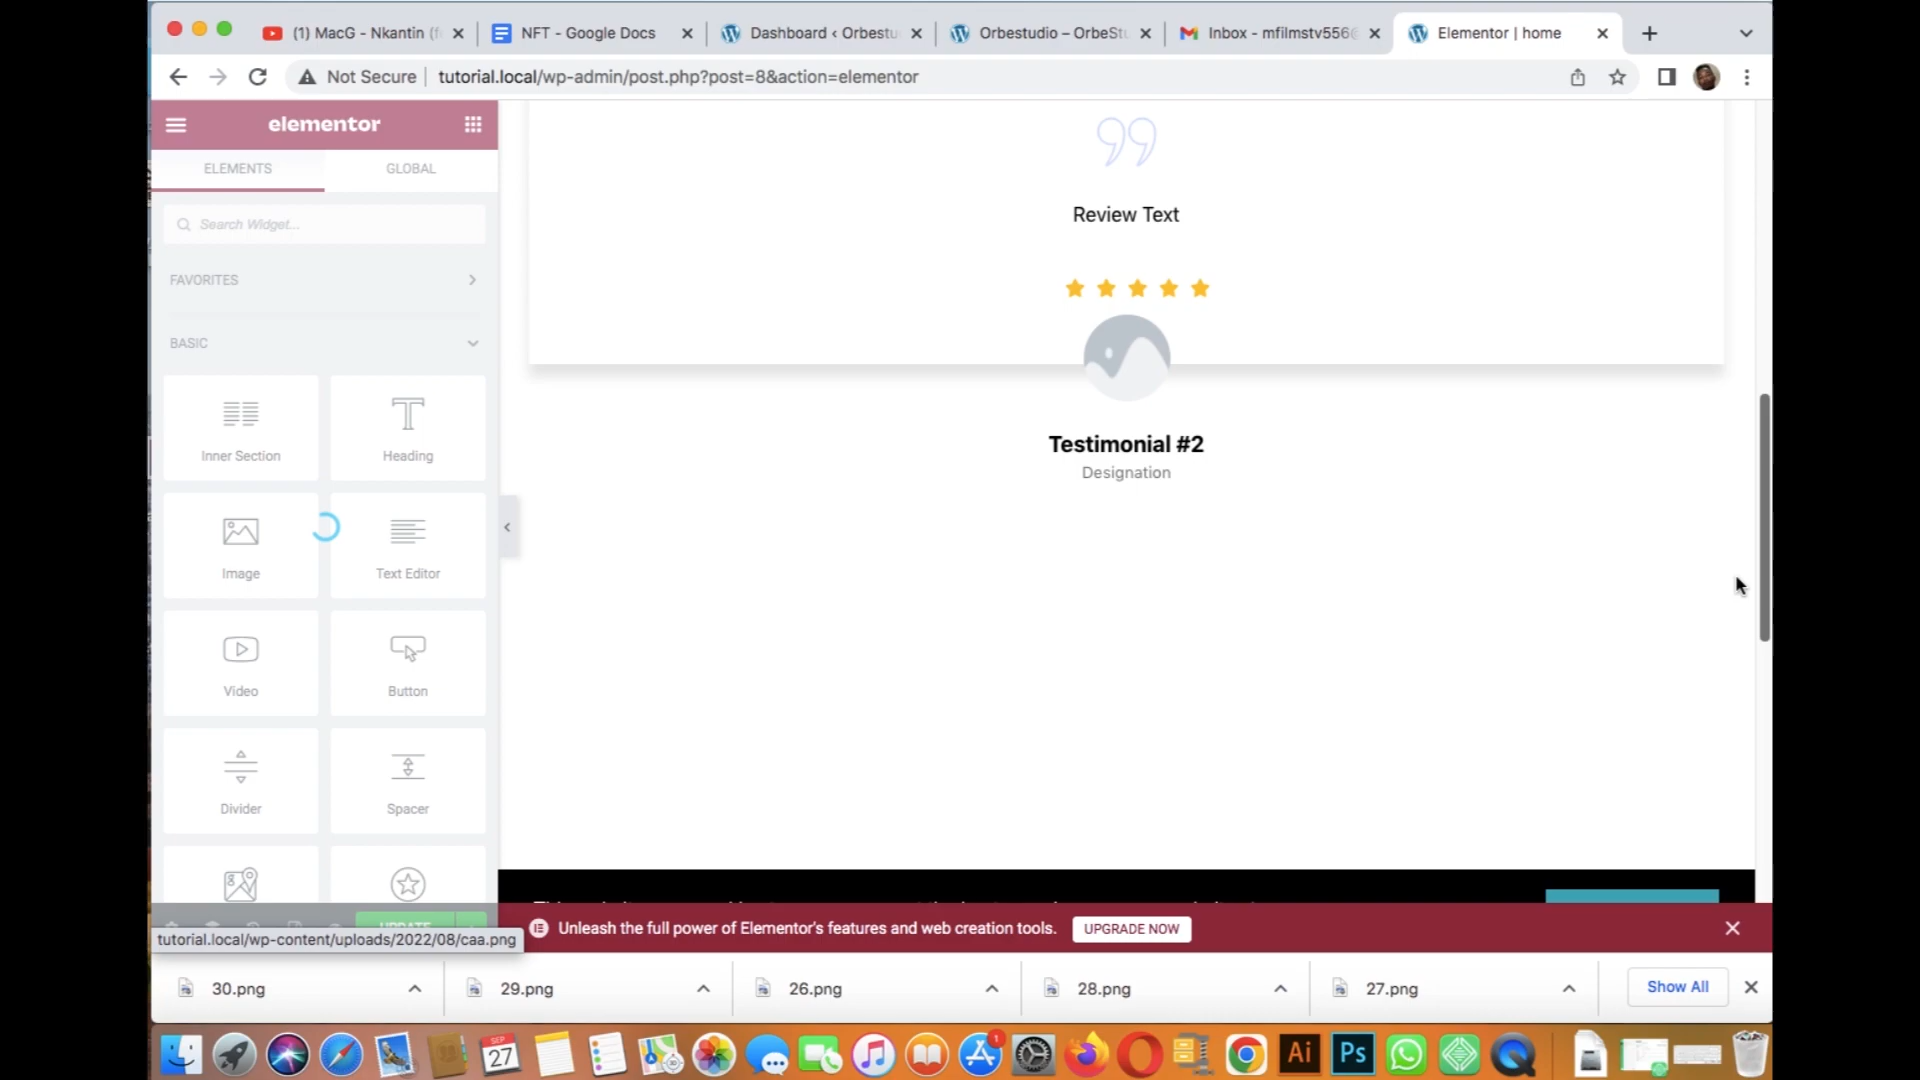 (1) MacG - Nkantin (f
NFT - Google Docs
Dashboard ‹ Orbestu
Orbestudio – OrbeStu
Inbox - mfilmstv556@
Elementor | home
Not Secure
tutorial.local/wp-admin/post.php?post=8&action=elementor
elementor
ELEMENTS
GLOBAL
Search Widget...
FAVORITES
BASIC
Inner Section
Heading
Image
Text Editor
Video
Button
Divider
Spacer
Review Text
Testimonial #2
Designation
UPDATE
tutorial.local/wp-content/uploads/2022/08/caa.png
Unleash the full power of Elementor's features and web creation tools.
UPGRADE NOW
30.png
29.png
26.png
28.png
27.png
Show All
SEP
27
1
Ai
Ps